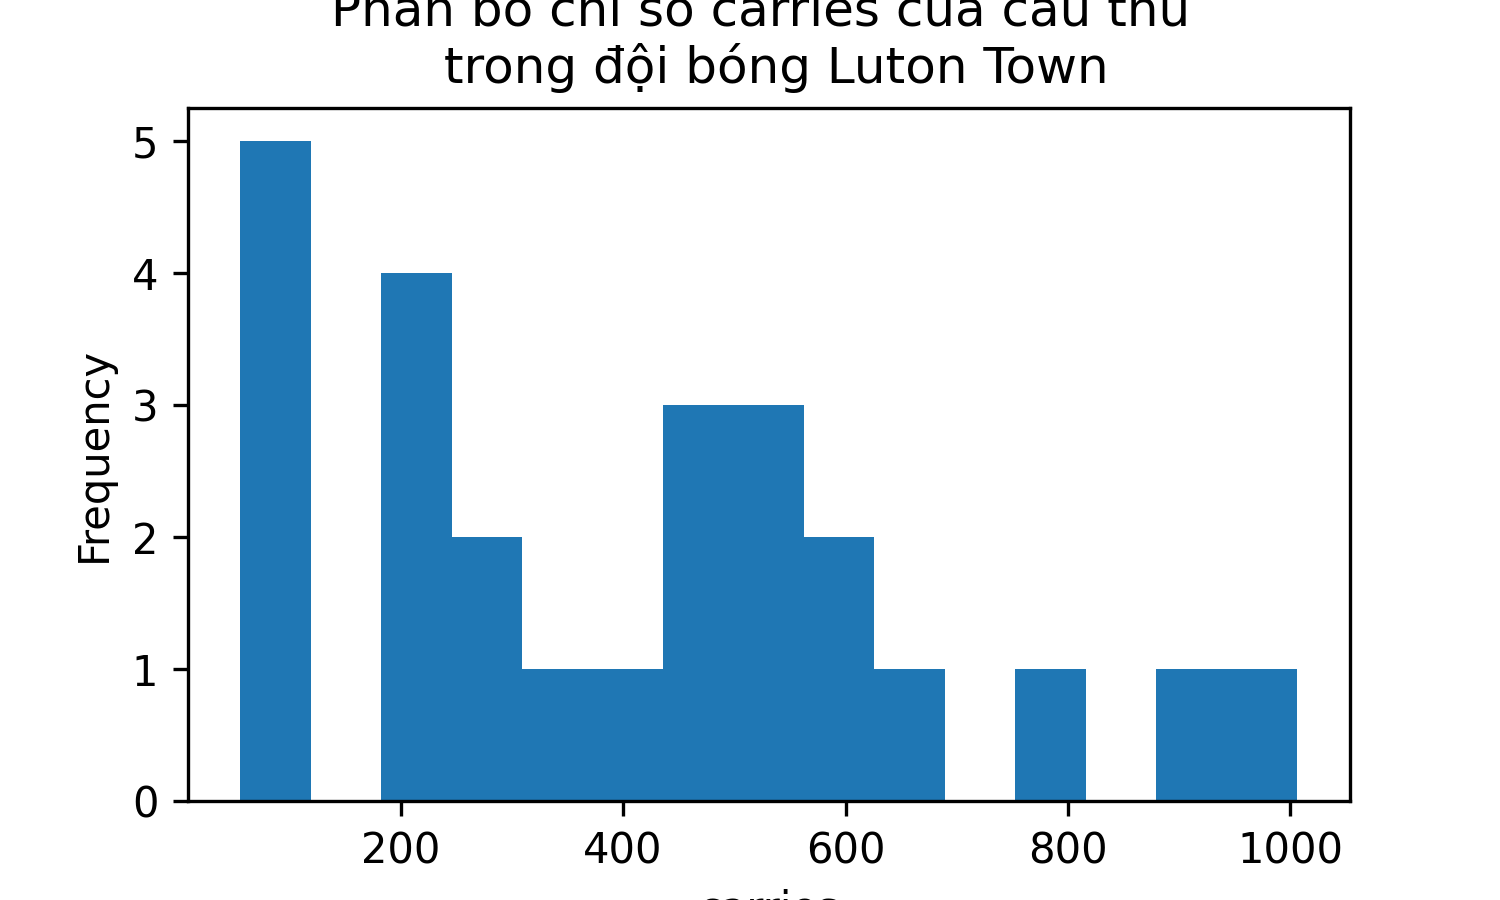 Phân bố chỉ số carries của cầu thủ
trong đội bóng Luton Town
Frequency
5
4
3
2
1
0
200 400 600 800 1000
carries